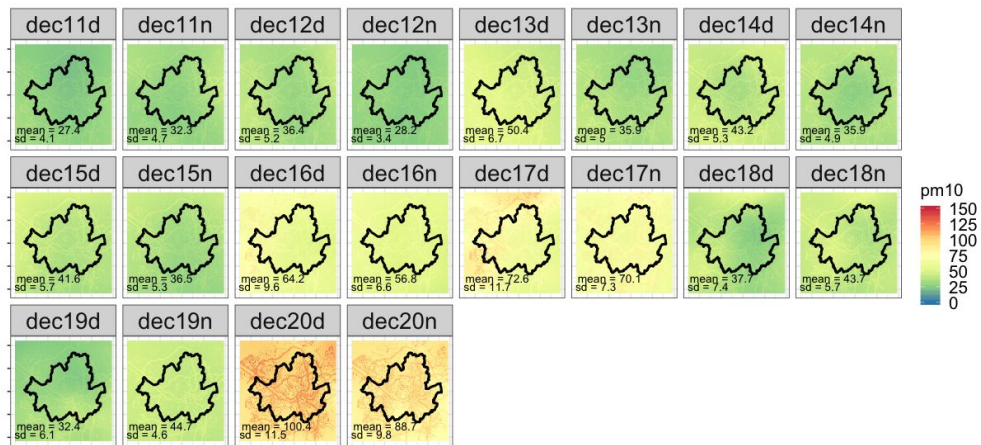 dec11d dec11n dec12d dec12n dec13d dec13n dec14d dec14n
mean = 27.4 mean = 32.3 mean = 36.4 mean = 28.2 mean = 50.4 mean = 35.9 mean = 43.2 mean = 35.9
sd = 4.1 sd = 4.7 sd = 5.2 sd = 3.4 sd = 6.7 sd = 5 sd = 5.3 sd = 4.9
dec15d dec15n dec16d dec16n dec17d dec17n dec18d dec18n
mean = 41.6 mean = 36.5 mean = 64.2 mean = 56.8 mean = 72.6 mean = 70.1 mean = 37.7 mean = 43.7
sd = 5.7 sd = 5.3 sd = 9.6 sd = 6.6 sd = 11.7 sd = 7.3 sd = 7.4 sd = 5.7
pm10
150
125
100
75
50
25
0
dec19d dec19n dec20d dec20n
mean = 32.4 mean = 44.7 mean = 100.4 mean = 88.7
sd = 6.1 sd = 4.6 sd = 11.5 sd = 9.8